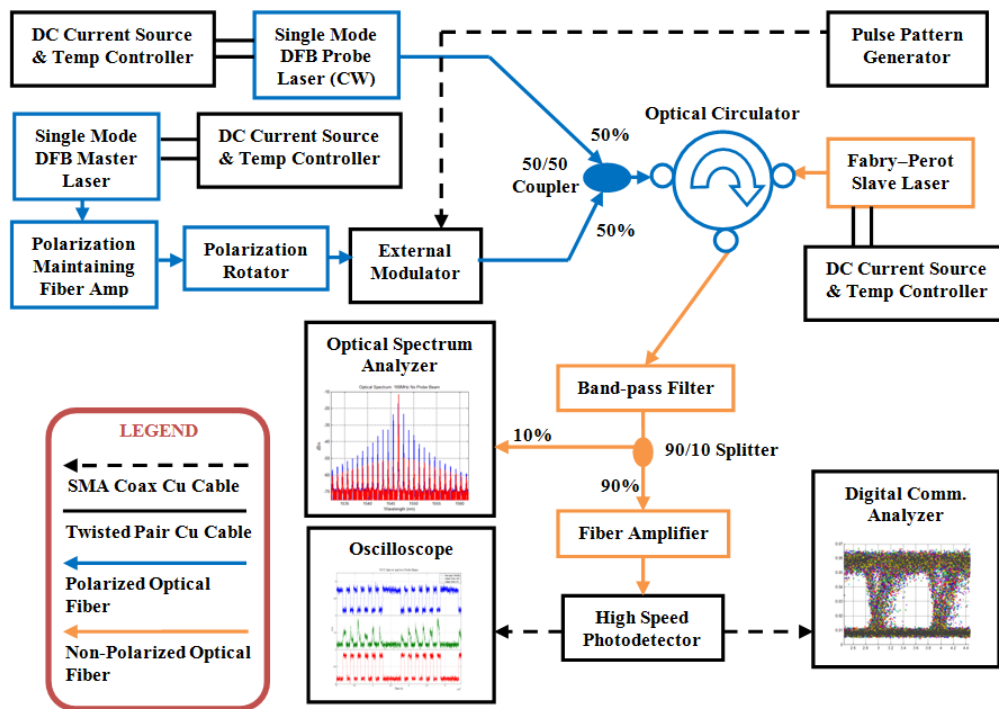 DC Current Source
& Temp Controller
Single Mode
DFB Probe
Laser (CW)
Pulse Pattern
Generator
Single Mode
DFB Master
Laser
DC Current Source
& Temp Controller
50%
50/50
Coupler
50%
Optical Circulator
Fabry–Perot
Slave Laser
DC Current Source
& Temp Controller
Polarization
Maintaining
Fiber Amp
Polarization
Rotator
External
Modulator
Optical Spectrum
Analyzer
Wavelength (nm)
Band-pass Filter
10%
90/10 Splitter
90%
Fiber Amplifier
High Speed
Photodetector
Oscilloscope
Digital Comm.
Analyzer
LEGEND
SMA Coax Cu Cable
Twisted Pair Cu Cable
Polarized Optical
Fiber
Non-Polarized Optical
Fiber